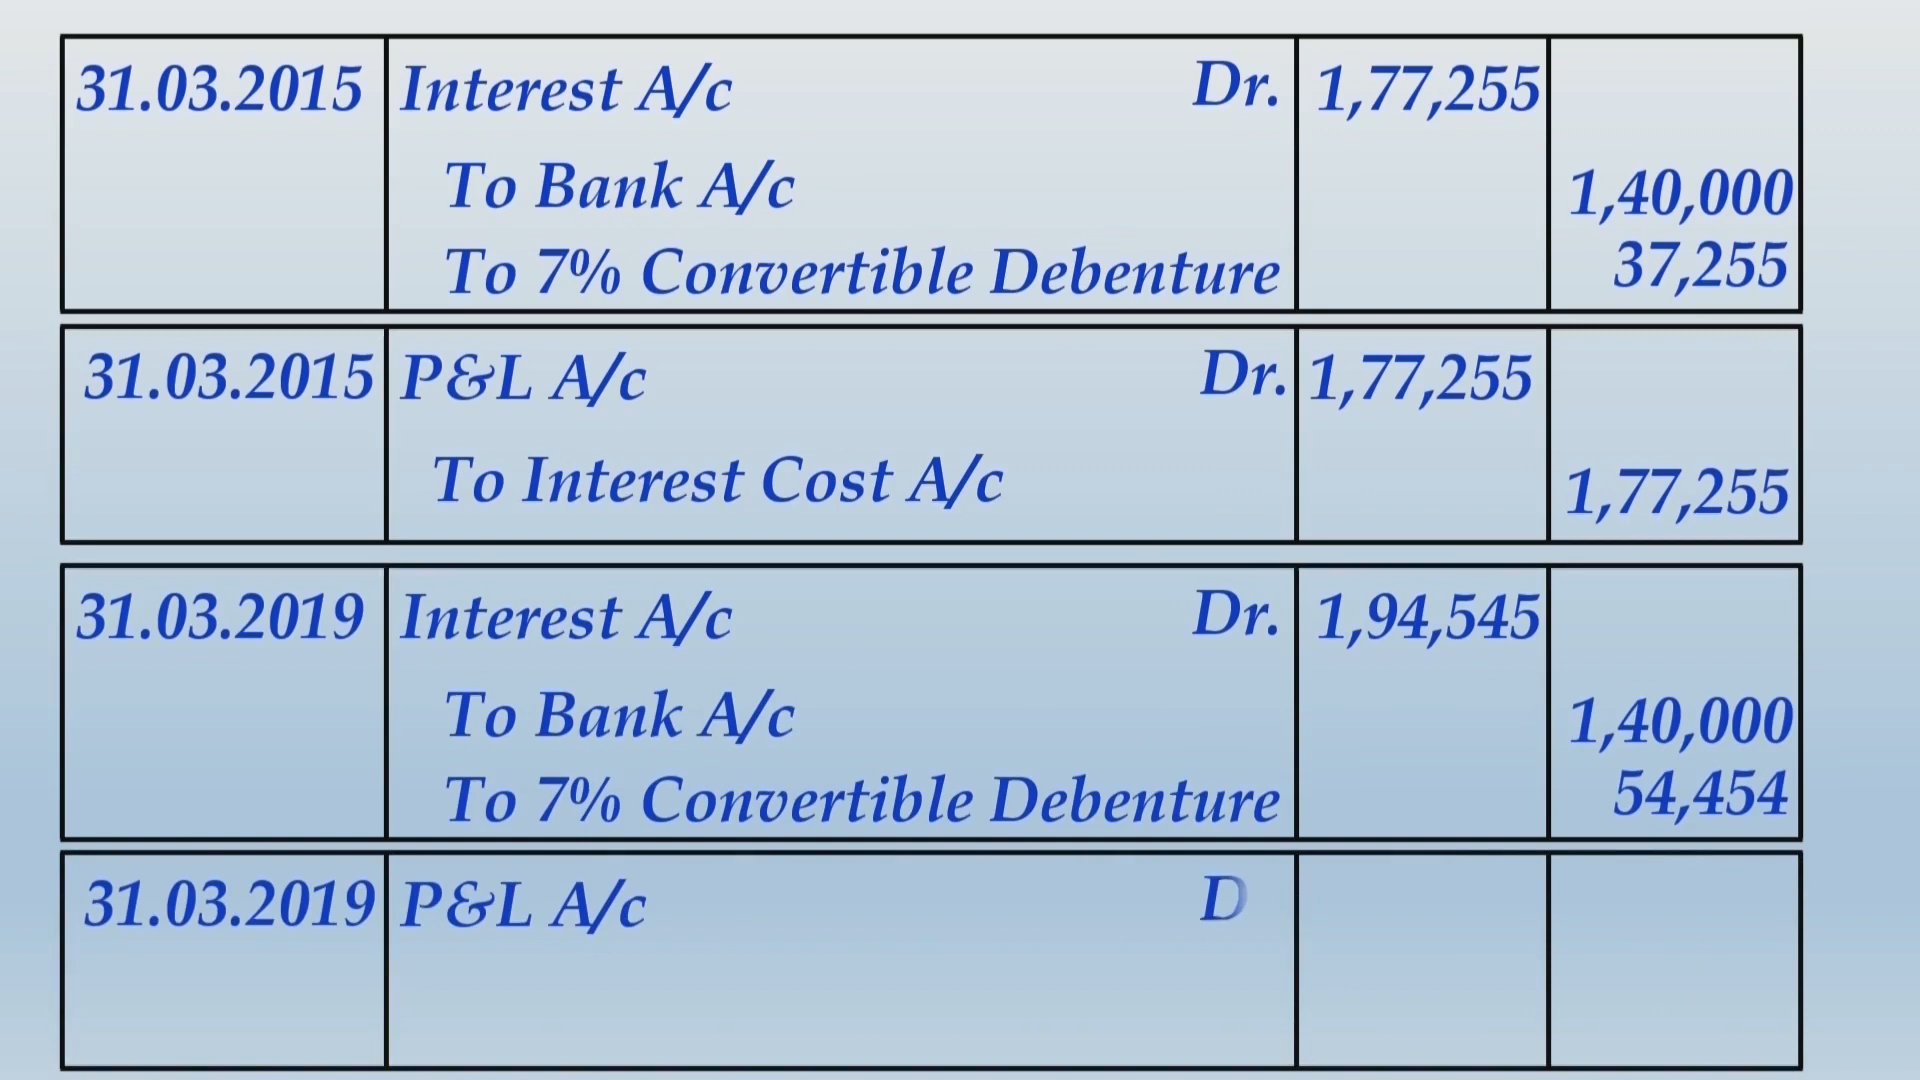 31.03.2015 Interest A/c Dr. 1,77,255
To Bank A/c 1,40,000
To 7% Convertible Debenture 37,255
31.03.2015 P&L A/c Dr. 1,77,255
To Interest Cost A/c 1,77,255
31.03.2019 Interest A/c Dr. 1,94,545
To Bank A/c 1,40,000
To 7% Convertible Debenture 54,454
31.03.2019 P&L A/c D